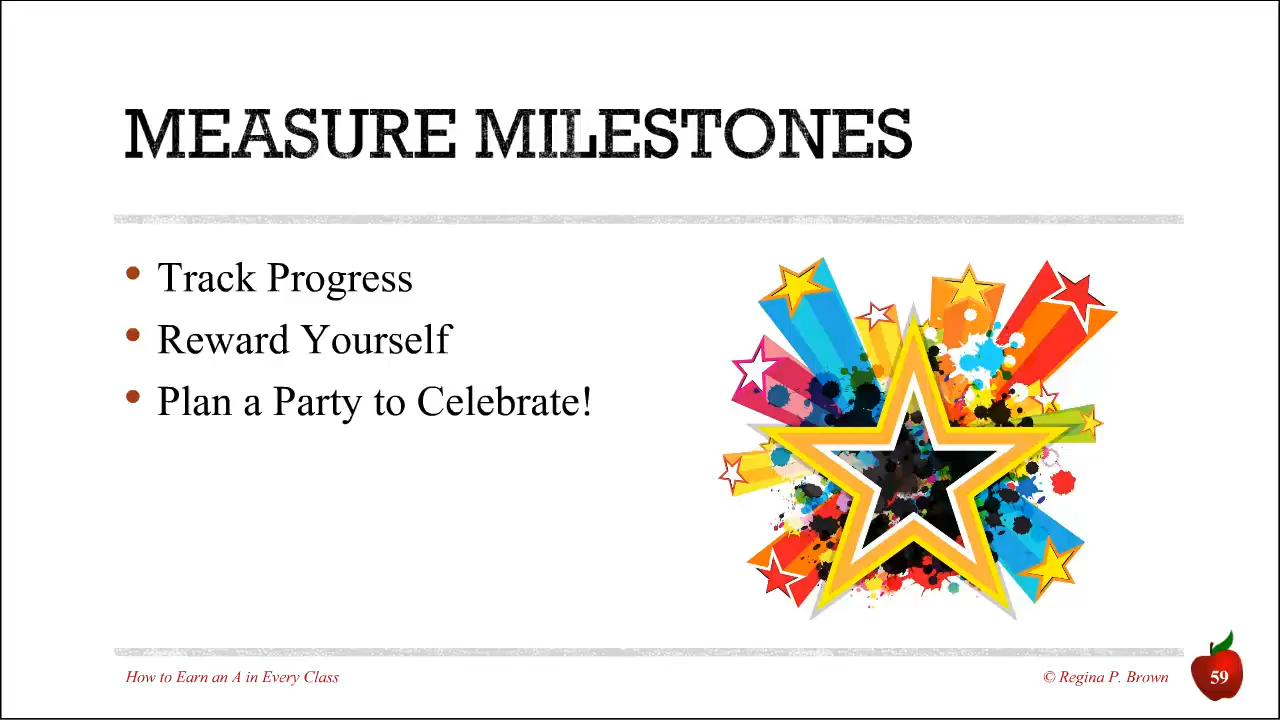 MEASURE MILESTONES
• Track Progress
• Reward Yourself
• Plan a Party to Celebrate!
How to Earn an A in Every Class
© Regina P. Brown
59